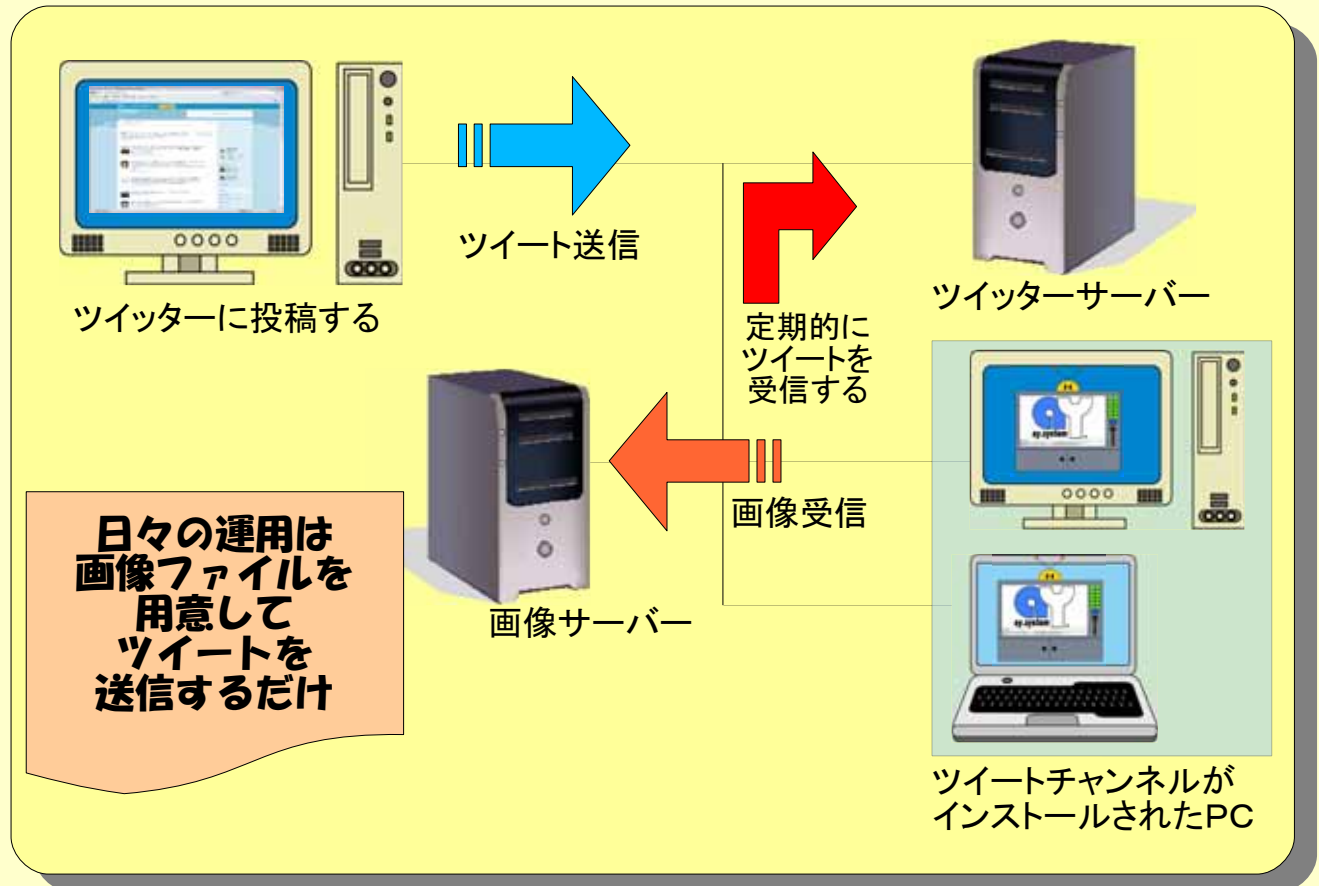 ツイート送信
ツイッターに投稿する
ツイッターサーバー
定期的に
ツイートを
受信する
画像受信
画像サーバー
日々の運用は
画像ファイルを
用意して
ツイートを
送信するだけ
ay.system
ay.system
ツイートチャンネルが
インストールされたPC